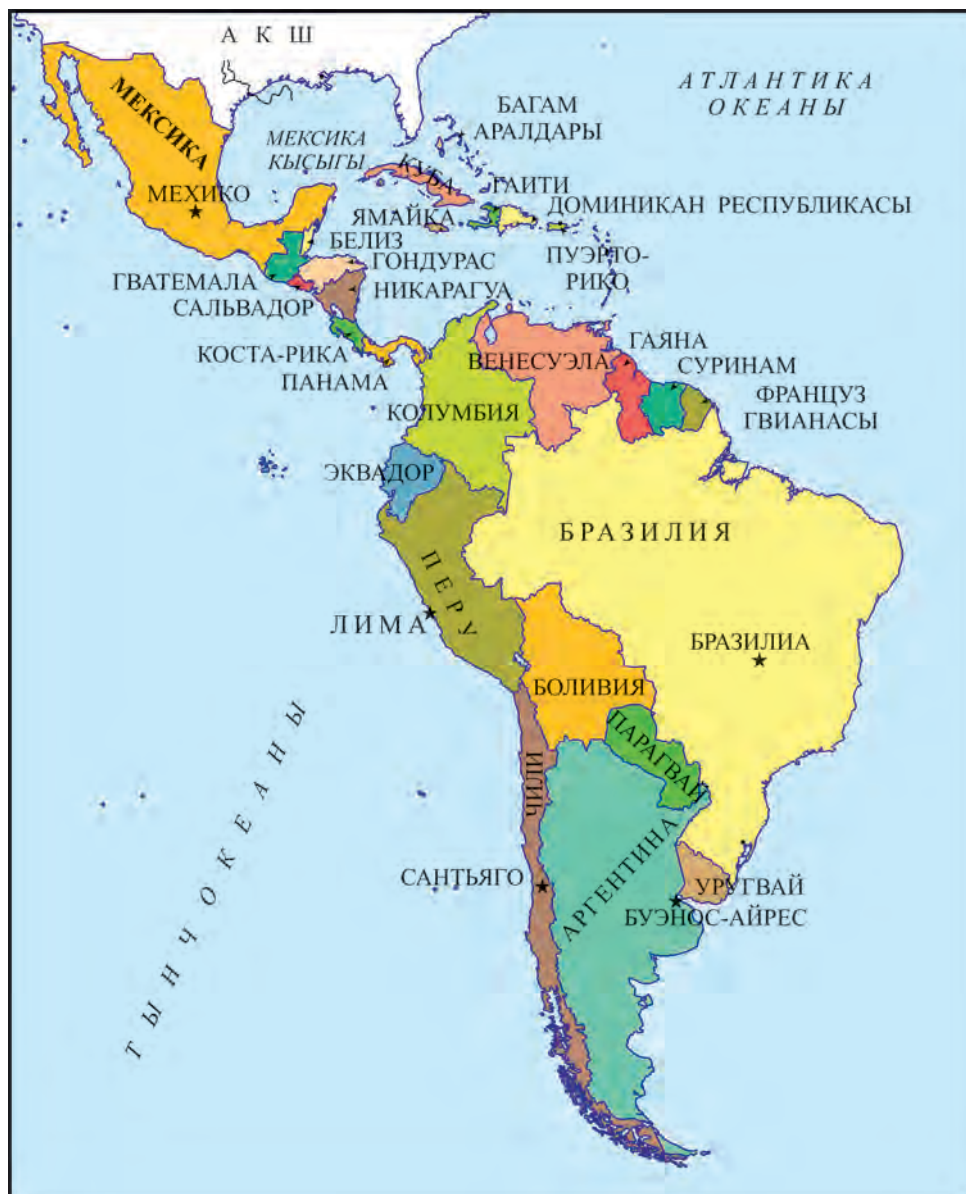 АКШ
АТЛАНТИКА
ОКЕАНЫ
МЕКСИКА
БАГАМ
АРАЛДАРЫ
МЕКСИКА
КЫСЫГЫ
КУБА
МЕХИКО
ГАИТИ
ЯМАЙКА
ДОМИНИКАН РЕСПУБЛИКАСЫ
БЕЛИЗ
ПУЭРТО-
РИКО
ГОНДУРАС
ГВАТЕМАЛА
НИКАРАГУА
САЛЬВАДОР
КОСТА-РИКА
ПАНАМА
ВЕНЕСУЭЛА
ГАЯНА
СУРИНАМ
ФРАНЦУЗ
ГВИАНАСЫ
КОЛУМБИЯ
ЭКВАДОР
БРАЗИЛИЯ
ПЕРУ
ЛИМА
БРАЗИЛИА
БОЛИВИЯ
ПАРАГВАЙ
ЧИЛИ
ТЫНЧ ОКЕАНЫ
АРГЕНТИНА
САНТЬЯГО
УРУГВАЙ
БУЭНОС-АЙРЕС